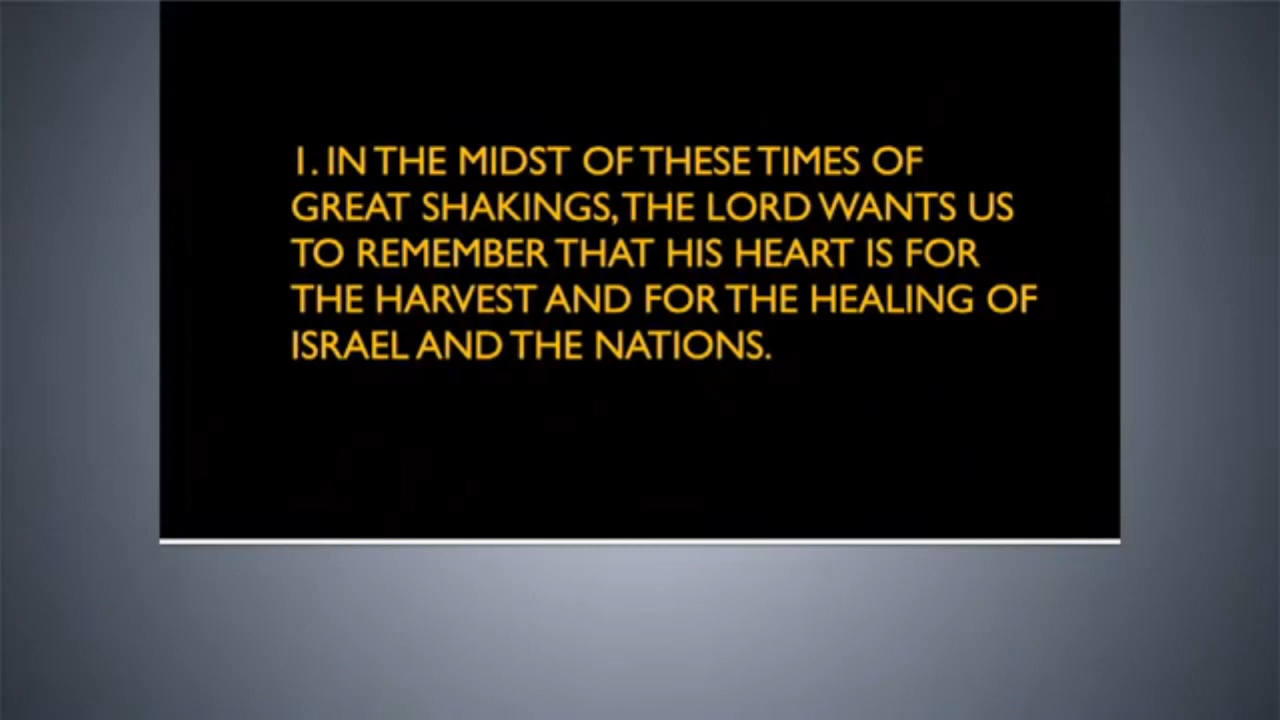 1. IN THE MIDST OF THESE TIMES OF
GREAT SHAKINGS, THE LORD WANTS US
TO REMEMBER THAT HIS HEART IS FOR
THE HARVEST AND FOR THE HEALING OF
ISRAEL AND THE NATIONS.